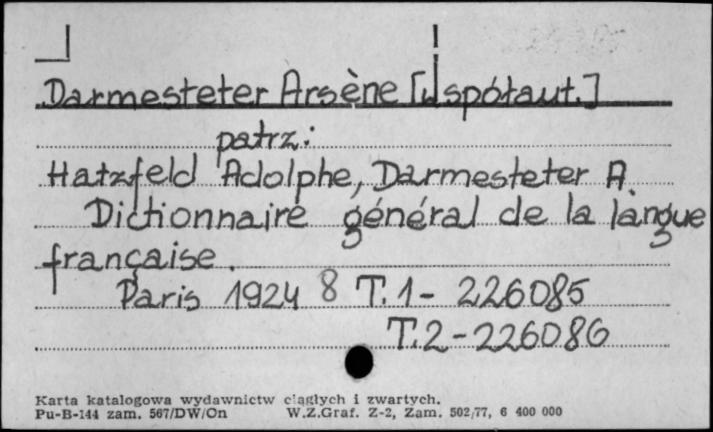 Darmesteter Arsène [Współaut.]
patrz:
Hatzfeld Adolphe, Darmesteter A.
Dictionnaire général de la langue
française.
Paris 1924 8 T. 1 - 226085
T. 2 - 226086
Karta katalogowa wydawnictw ciągłych i zwartych.
Pu-B-144 zam. 567/DW/On W.Z.Graf. Z-2, Zam. 502/77, 6 400 000